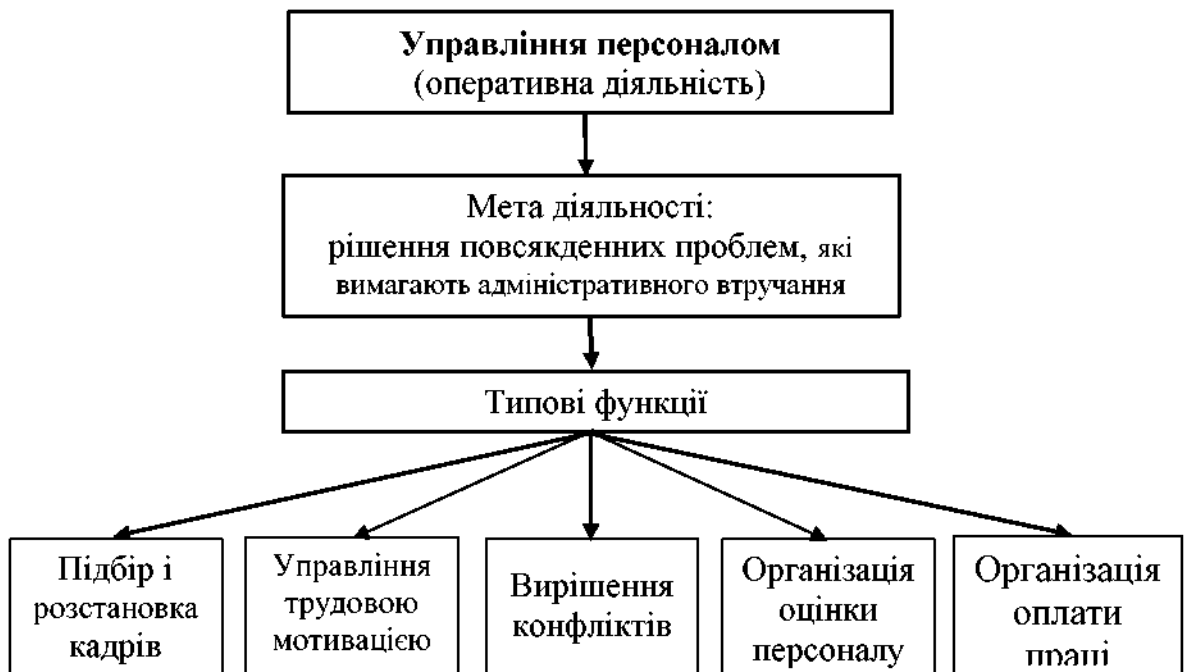 Управління персоналом
(оперативна діяльність)
Мета діяльності:
рішення повсякденних проблем, які
вимагають адміністративного втручання
Типові функції
Підбір і
розстановка
кадрів
Управління
трудовою
мотивацією
Вирішення
конфліктів
Організація
оцінки
персоналу
Організація
оплати
праці